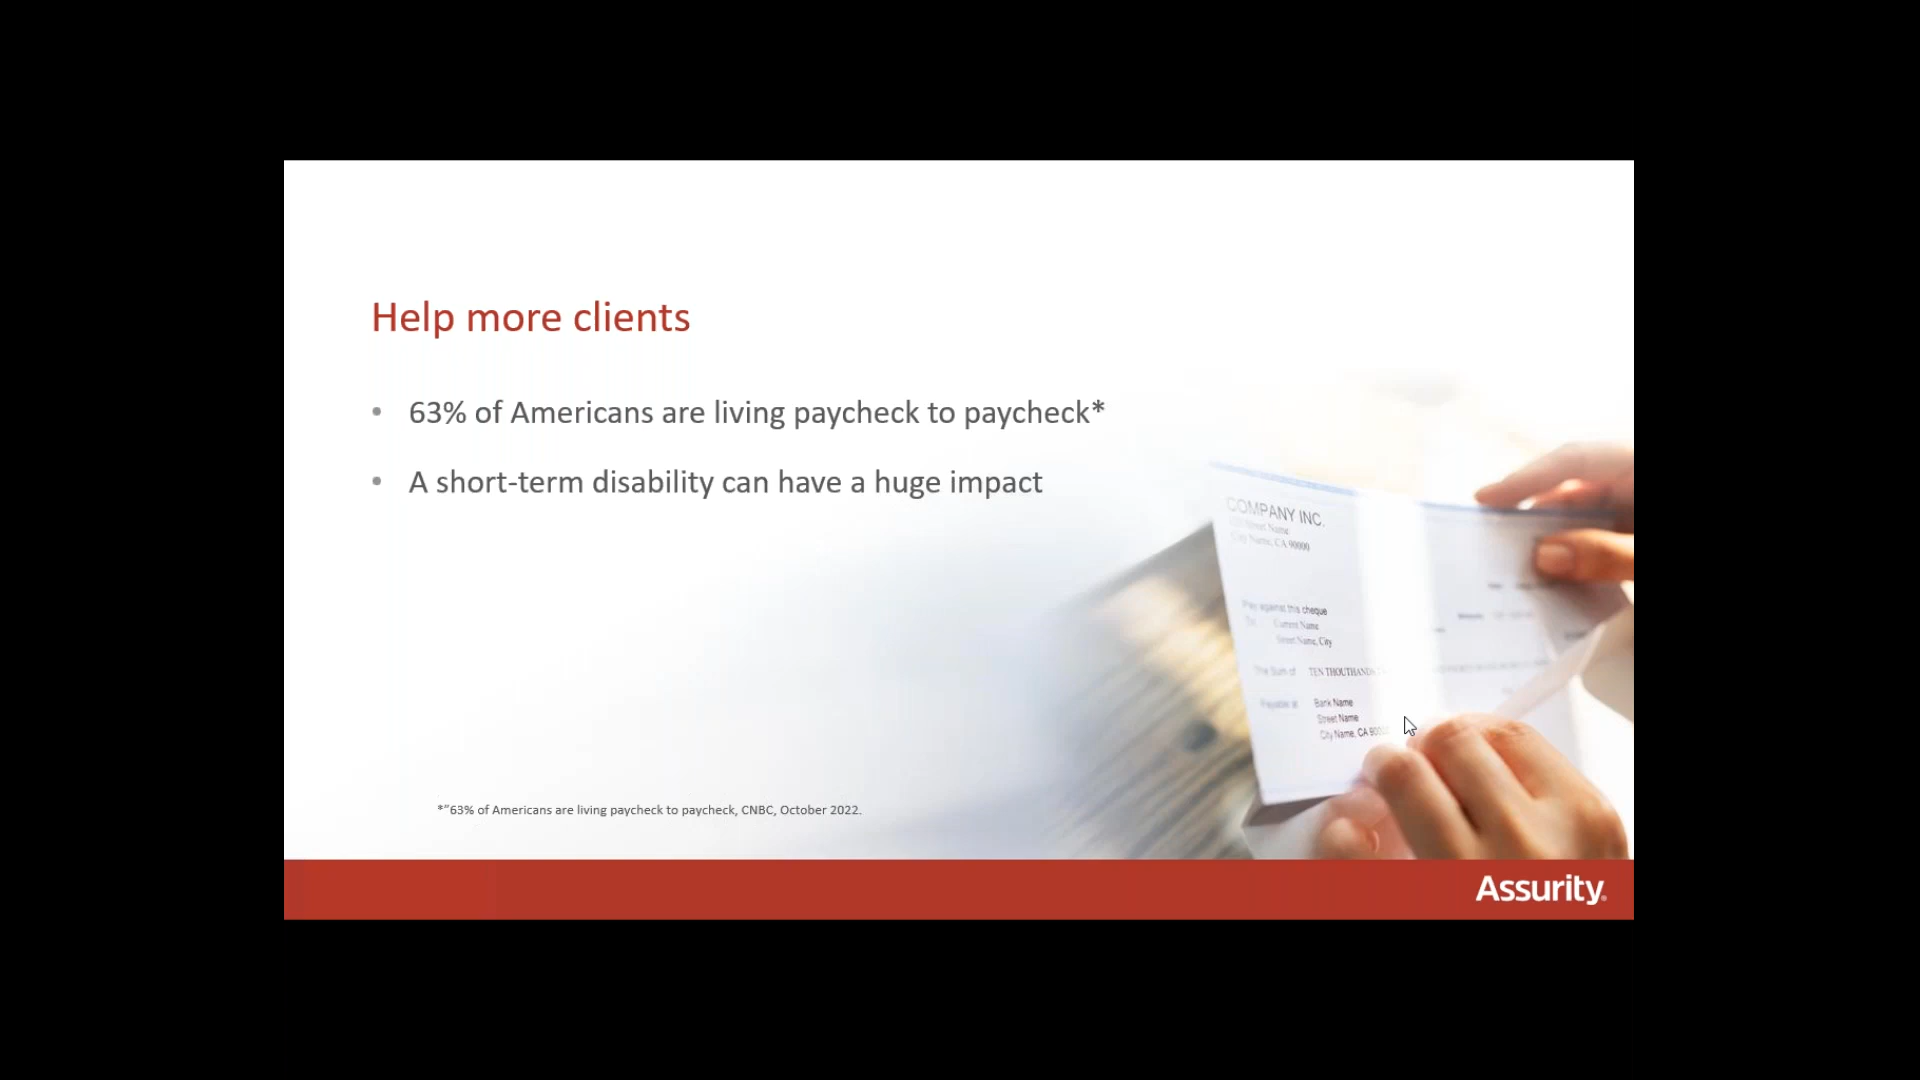 Help more clients
• 63% of Americans are living paycheck to paycheck*
• A short-term disability can have a huge impact
COMPANY INC.
Street Name
City Name, CA 90000
Pay against this cheque
To Current Name
Street Name, City
The Sum of TEN THOUTHANDS
Payable at Bank Name
Street Name
City Name, CA
*"63% of Americans are living paycheck to paycheck, CNBC, October 2022.
Assurity